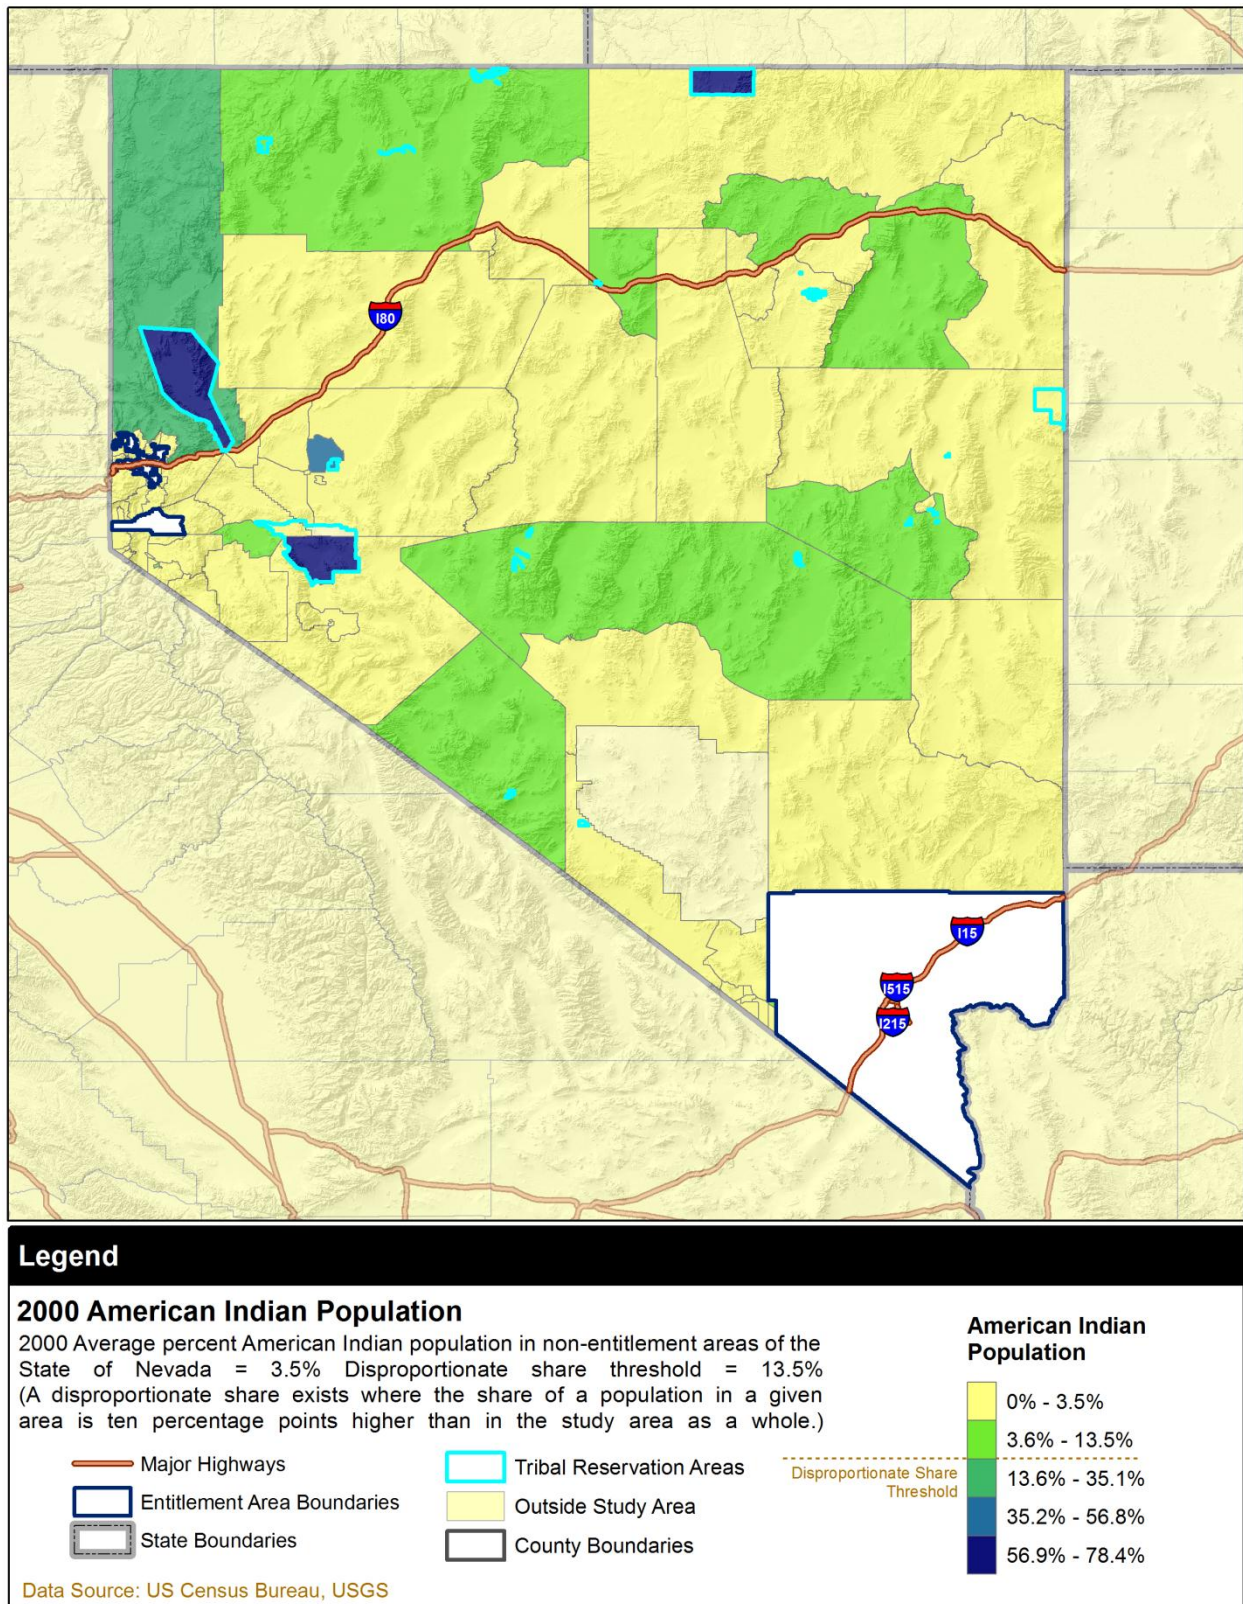 I80
I15
I515
I215
Legend
2000 American Indian Population
2000 Average percent American Indian population in non-entitlement areas of the
State of Nevada = 3.5% Disproportionate share threshold = 13.5%
(A disproportionate share exists where the share of a population in a given
area is ten percentage points higher than in the study area as a whole.)
Major Highways
Entitlement Area Boundaries
State Boundaries
Tribal Reservation Areas
Outside Study Area
County Boundaries
American Indian
Population
0% - 3.5%
3.6% - 13.5%
Disproportionate Share
Threshold
13.6% - 35.1%
35.2% - 56.8%
56.9% - 78.4%
Data Source: US Census Bureau, USGS